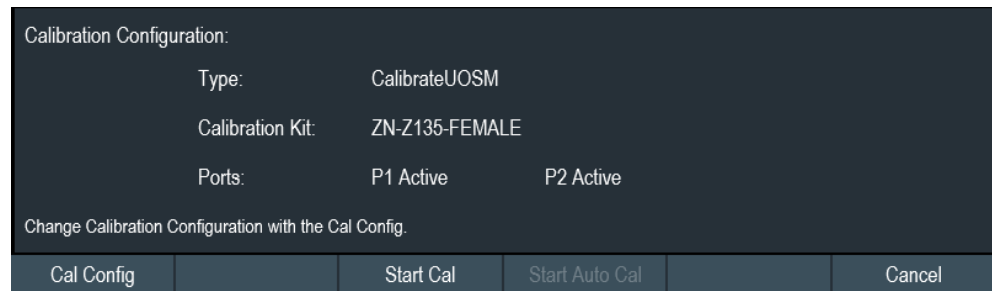 Calibration Configuration:
Type: CalibrateUOSM
Calibration Kit: ZN-Z135-FEMALE
Ports: P1 Active P2 Active
Change Calibration Configuration with the Cal Config.
Cal Config Start Cal Start Auto Cal Cancel